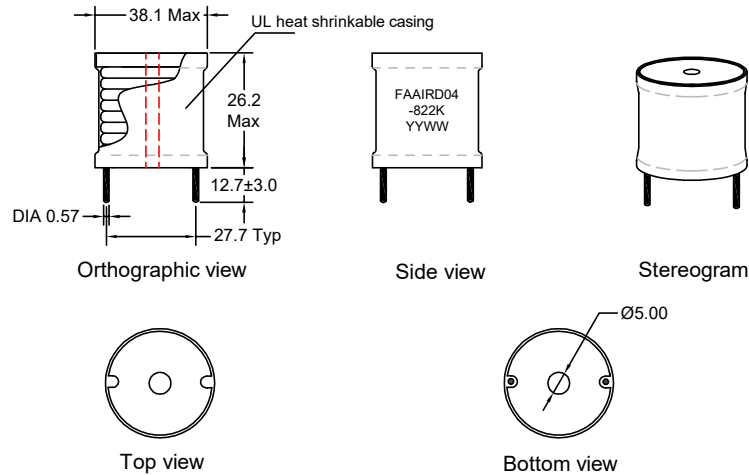 38.1 Max
UL heat shrinkable casing
26.2
Max
12.7±3.0
DIA 0.57
27.7 Typ
Orthographic view
FAAIRD04
-822K
YYWW
Side view
Stereogram
Top view
Ø5.00
Bottom view